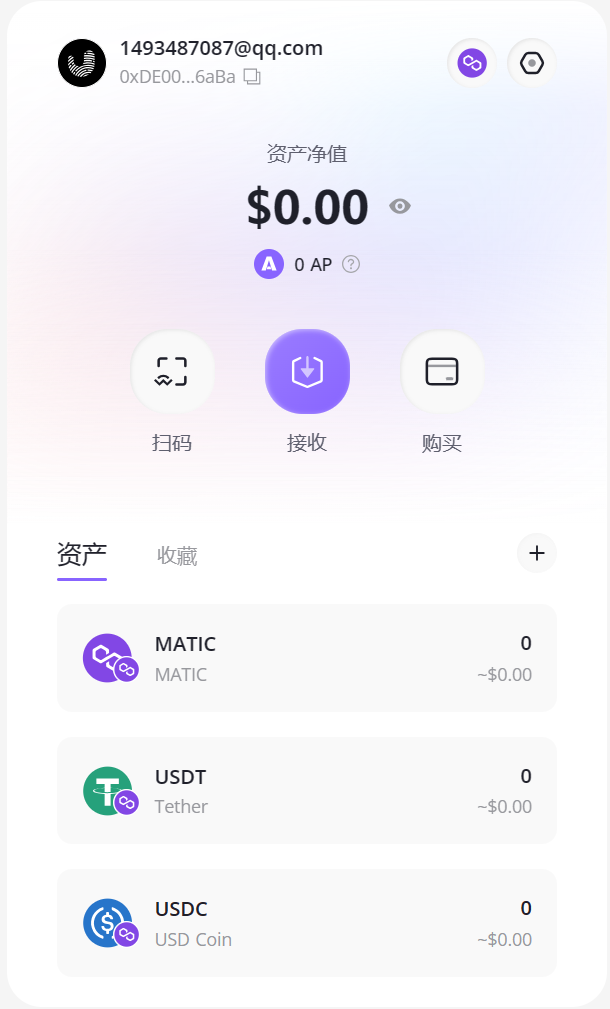 1493487087@qq.com
0xDE00...6aBa
资产净值
$0.00
0 AP
扫码 接收 购买
资产 收藏
MATIC 0
MATIC ~$0.00
USDT 0
Tether ~$0.00
USDC 0
USD Coin ~$0.00